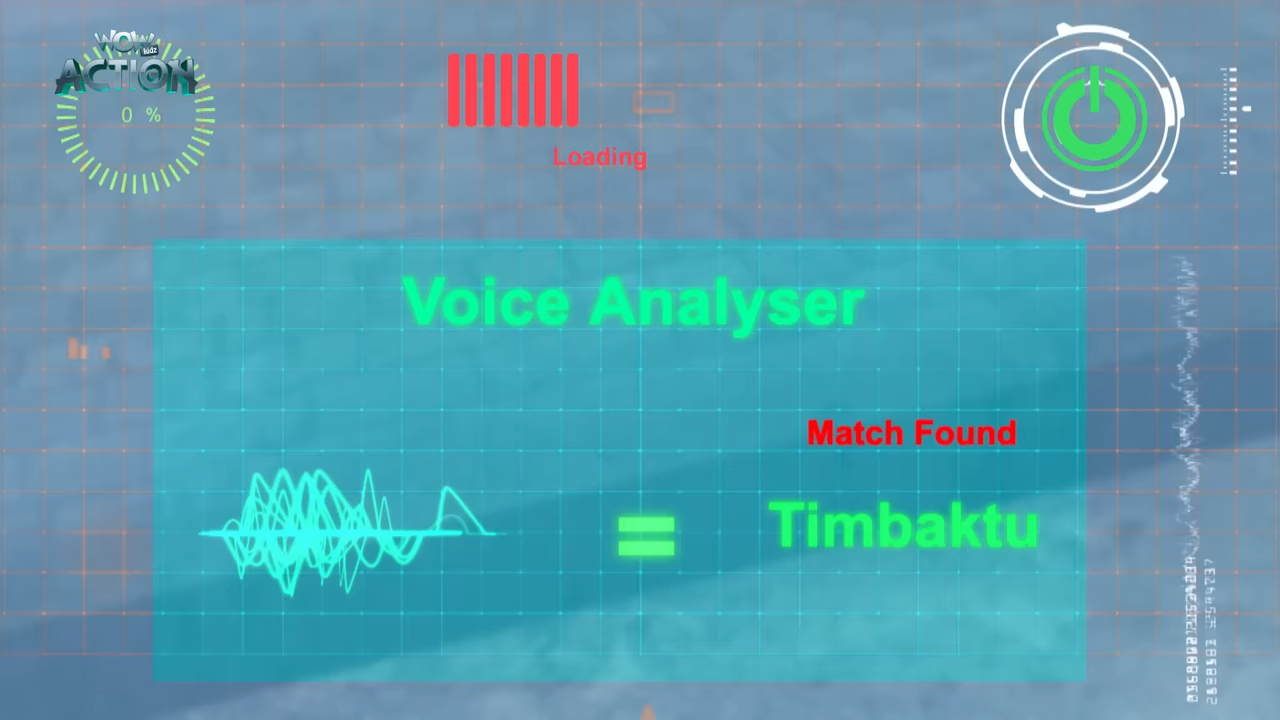 WOW
kidz
ACTION
0 %
Loading
Voice Analyser
Match Found
= Timbaktu